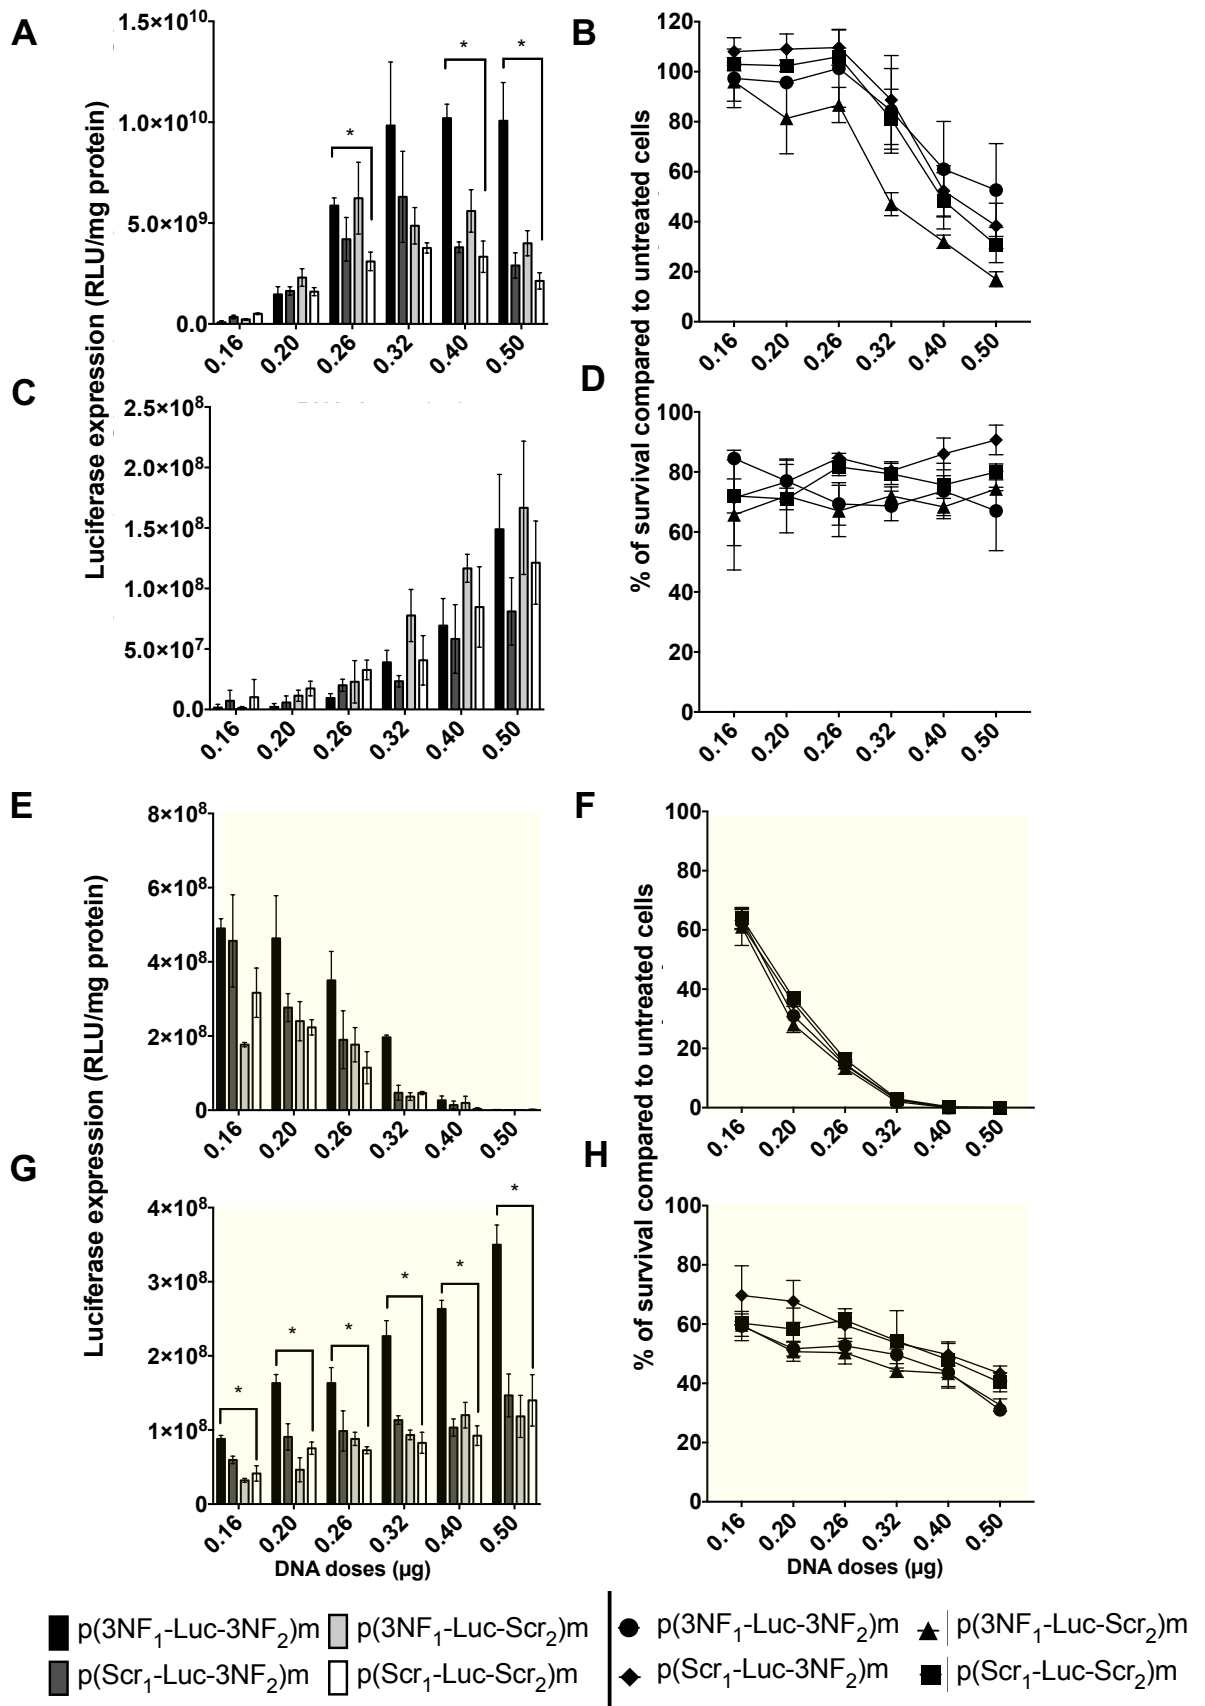 A
Luciferase expression (RLU/mg protein)
1.5×10¹⁰
1.0×10¹⁰
5.0×10⁹
0.0
* * *
0.16 0.20 0.26 0.32 0.40 0.50
B
% of survival compared to untreated cells
120
100
80
60
40
20
0
0.16 0.20 0.26 0.32 0.40 0.50
C
2.5×10⁸
2.0×10⁸
1.5×10⁸
1.0×10⁸
5.0×10⁷
0.0
0.16 0.20 0.26 0.32 0.40 0.50
D
100
80
60
40
20
0
0.16 0.20 0.26 0.32 0.40 0.50
E
Luciferase expression (RLU/mg protein)
8×10⁸
6×10⁸
4×10⁸
2×10⁸
0
0.16 0.20 0.26 0.32 0.40 0.50
F
% of survival compared to untreated cells
100
80
60
40
20
0
0.16 0.20 0.26 0.32 0.40 0.50
G
4×10⁸
3×10⁸
2×10⁸
1×10⁸
0
* * * * * *
0.16 0.20 0.26 0.32 0.40 0.50
DNA doses (µg)
H
100
80
60
40
20
0
0.16 0.20 0.26 0.32 0.40 0.50
DNA doses (µg)
p(3NF₁-Luc-3NF₂)m p(3NF₁-Luc-Scr₂)m
p(Scr₁-Luc-3NF₂)m p(Scr₁-Luc-Scr₂)m
p(3NF₁-Luc-3NF₂)m p(3NF₁-Luc-Scr₂)m
p(Scr₁-Luc-3NF₂)m p(Scr₁-Luc-Scr₂)m